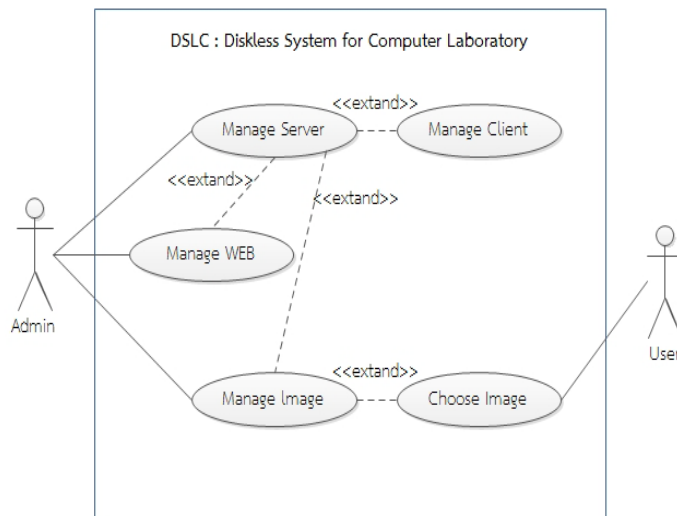 DSLC : Diskless System for Computer Laboratory
<<extand>>
Manage Server
Manage Client
<<extand>>
<<extand>>
Manage WEB
Admin
User
<<extand>>
Manage Image
Choose Image